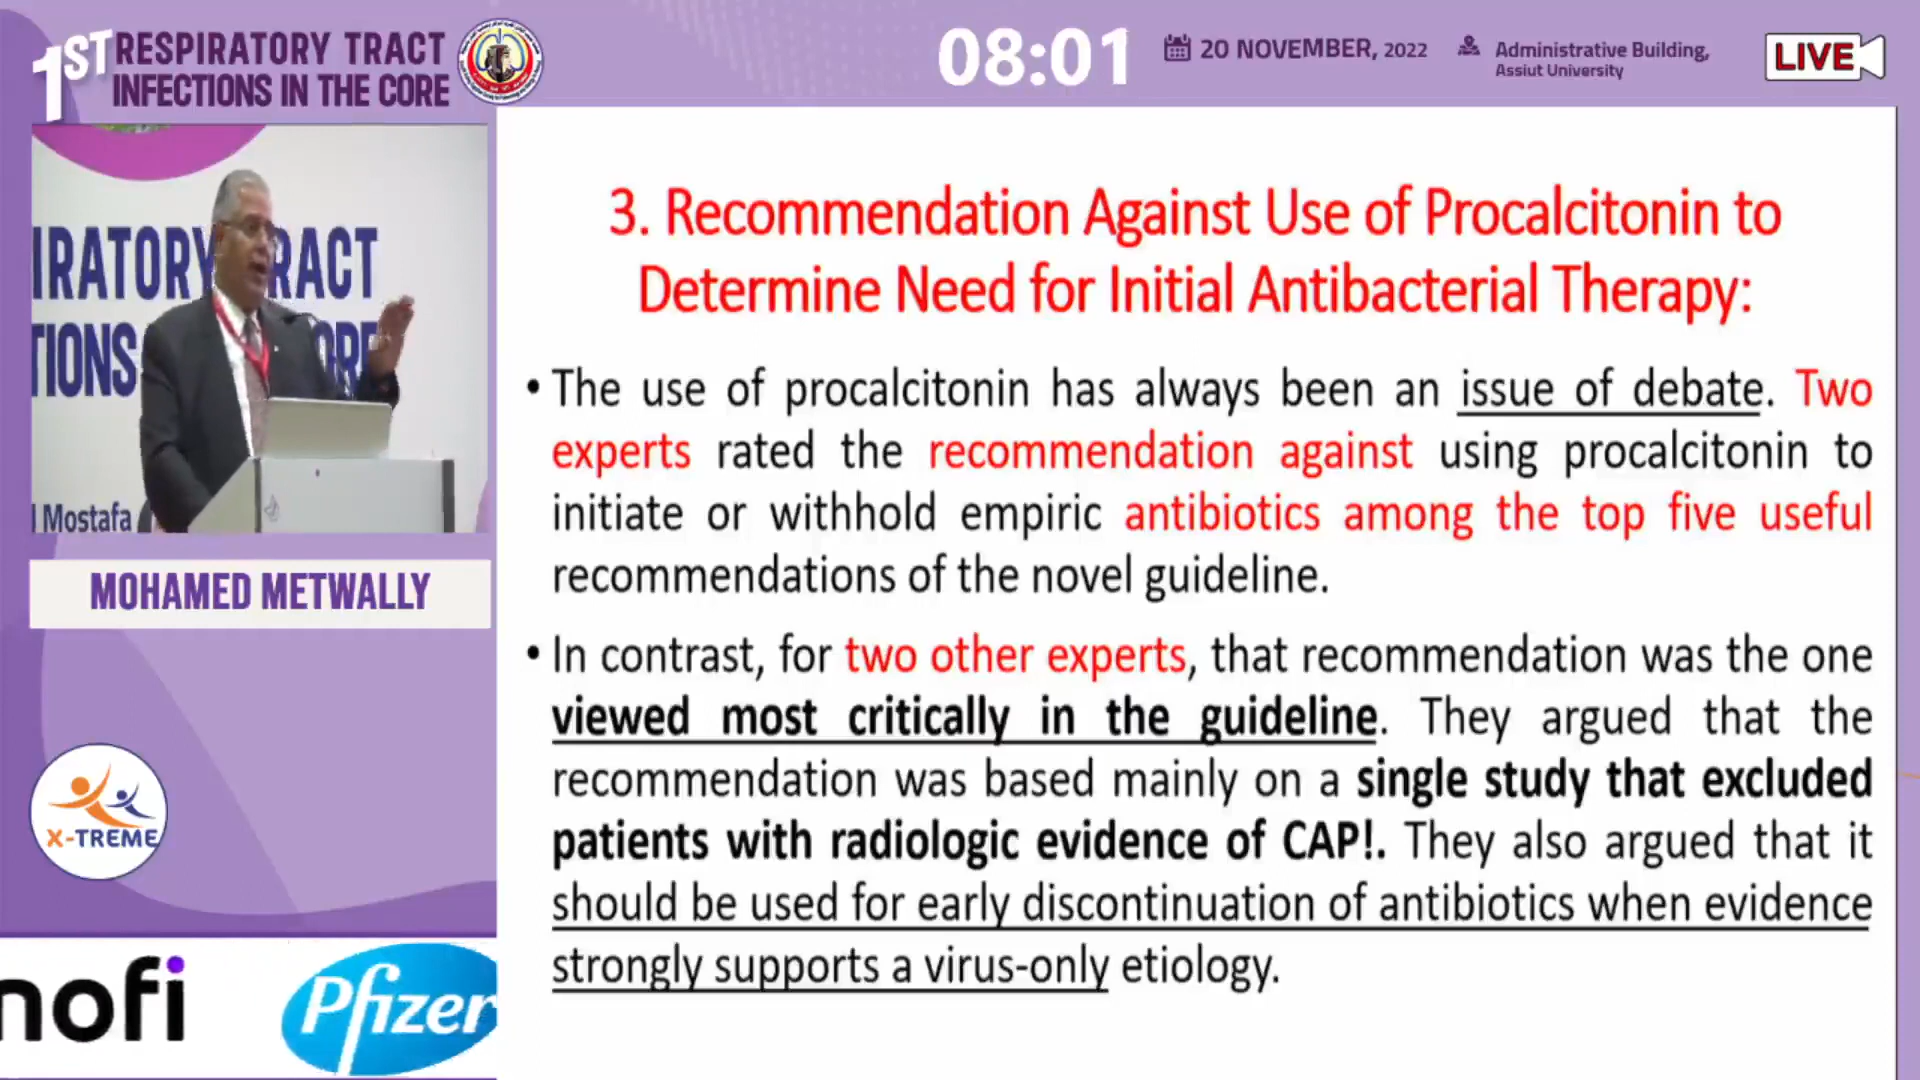 1ST RESPIRATORY TRACT
INFECTIONS IN THE CORE
08:01
20 NOVEMBER, 2022
Administrative Building,
Assiut University
LIVE
IRATORY RACT
TIONS ORE
l Mostafa
MOHAMED METWALLY
X-TREME
nofi
Pfizer
3. Recommendation Against Use of Procalcitonin to
Determine Need for Initial Antibacterial Therapy:
• The use of procalcitonin has always been an issue of debate. Two
experts rated the recommendation against using procalcitonin to
initiate or withhold empiric antibiotics among the top five useful
recommendations of the novel guideline.
• In contrast, for two other experts, that recommendation was the one
viewed most critically in the guideline. They argued that the
recommendation was based mainly on a single study that excluded
patients with radiologic evidence of CAP!. They also argued that it
should be used for early discontinuation of antibiotics when evidence
strongly supports a virus-only etiology.